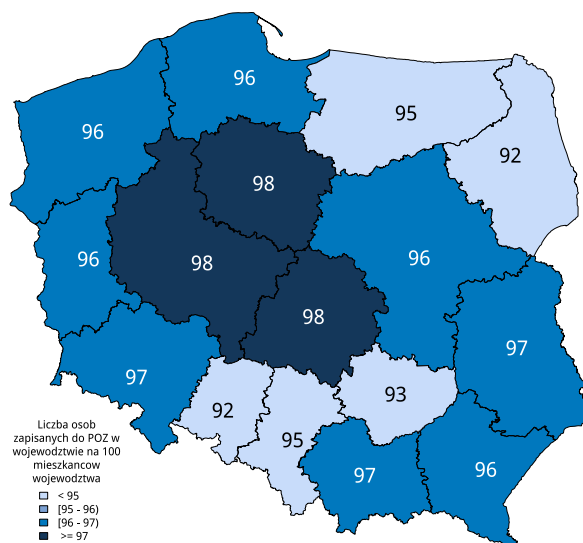 96
95
96
92
98
96
98
96
98
97
97
93
92
95
97
96
Liczba osob
zapisanych do POZ w
wojewodztwie na 100
mieszkancow
wojewodztwa
< 95
[95 - 96)
[96 - 97)
>= 97